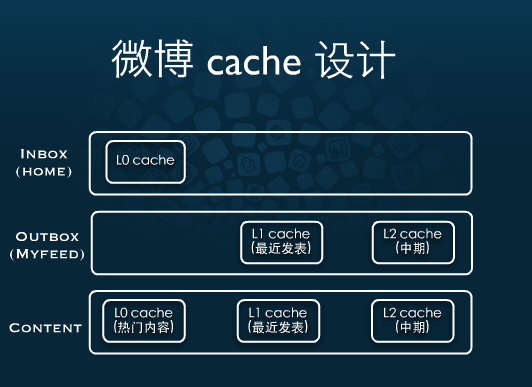 微博 cache 设计
INBOX
(HOME)
L0 cache
OUTBOX
(MYFEED)
L1 cache
(最近发表)
L2 cache
(中期)
CONTENT
L0 cache
(热门内容)
L1 cache
(最近发表)
L2 cache
(中期)